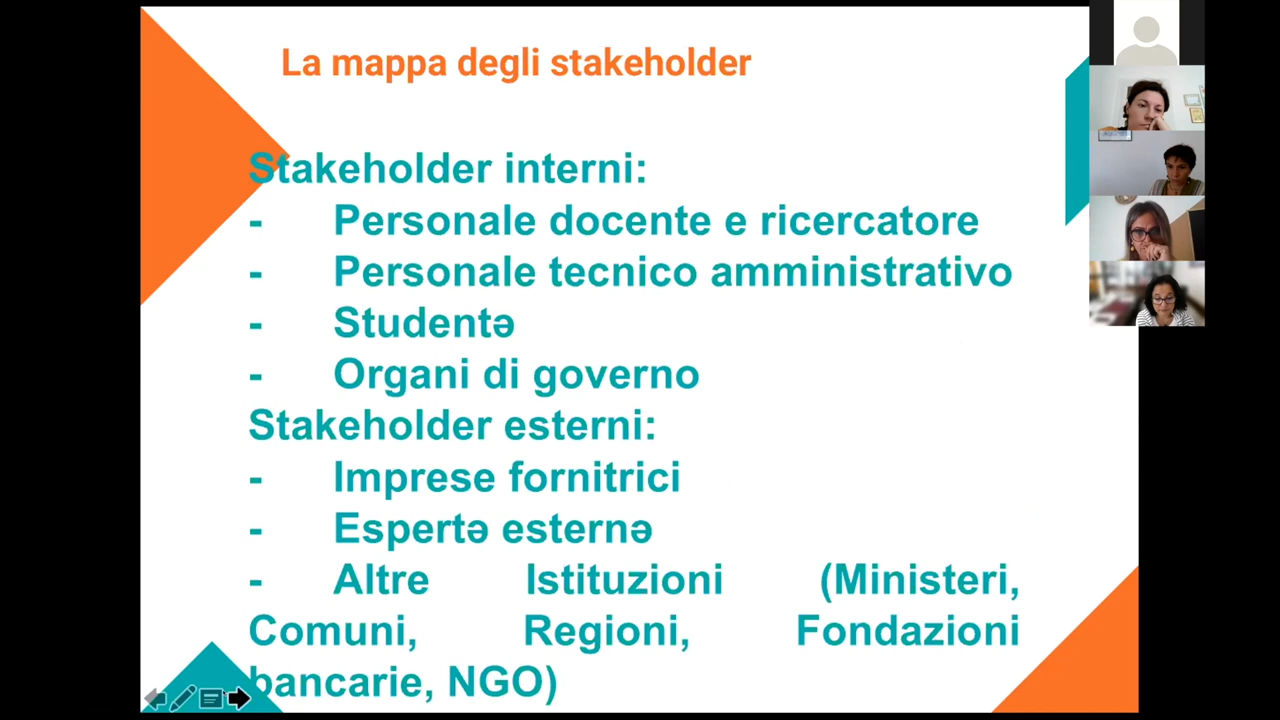 La mappa degli stakeholder
Stakeholder interni:
- Personale docente e ricercatore
- Personale tecnico amministrativo
- Studentə
- Organi di governo
Stakeholder esterni:
- Imprese fornitrici
- Espertə esternə
- Altre Istituzioni (Ministeri,
Comuni, Regioni, Fondazioni
bancarie, NGO)